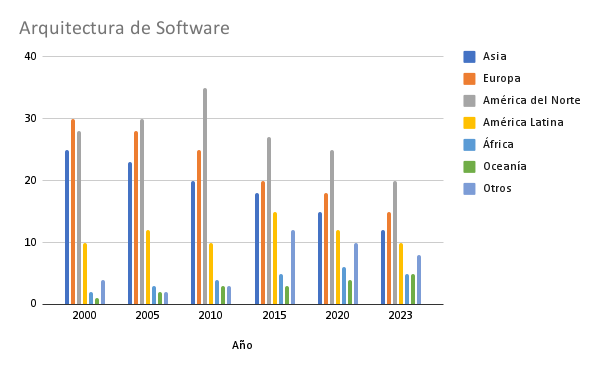 Arquitectura de Software
40
30
20
10
0
2000 2005 2010 2015 2020 2023
Año
Asia
Europa
América del Norte
América Latina
África
Oceanía
Otros